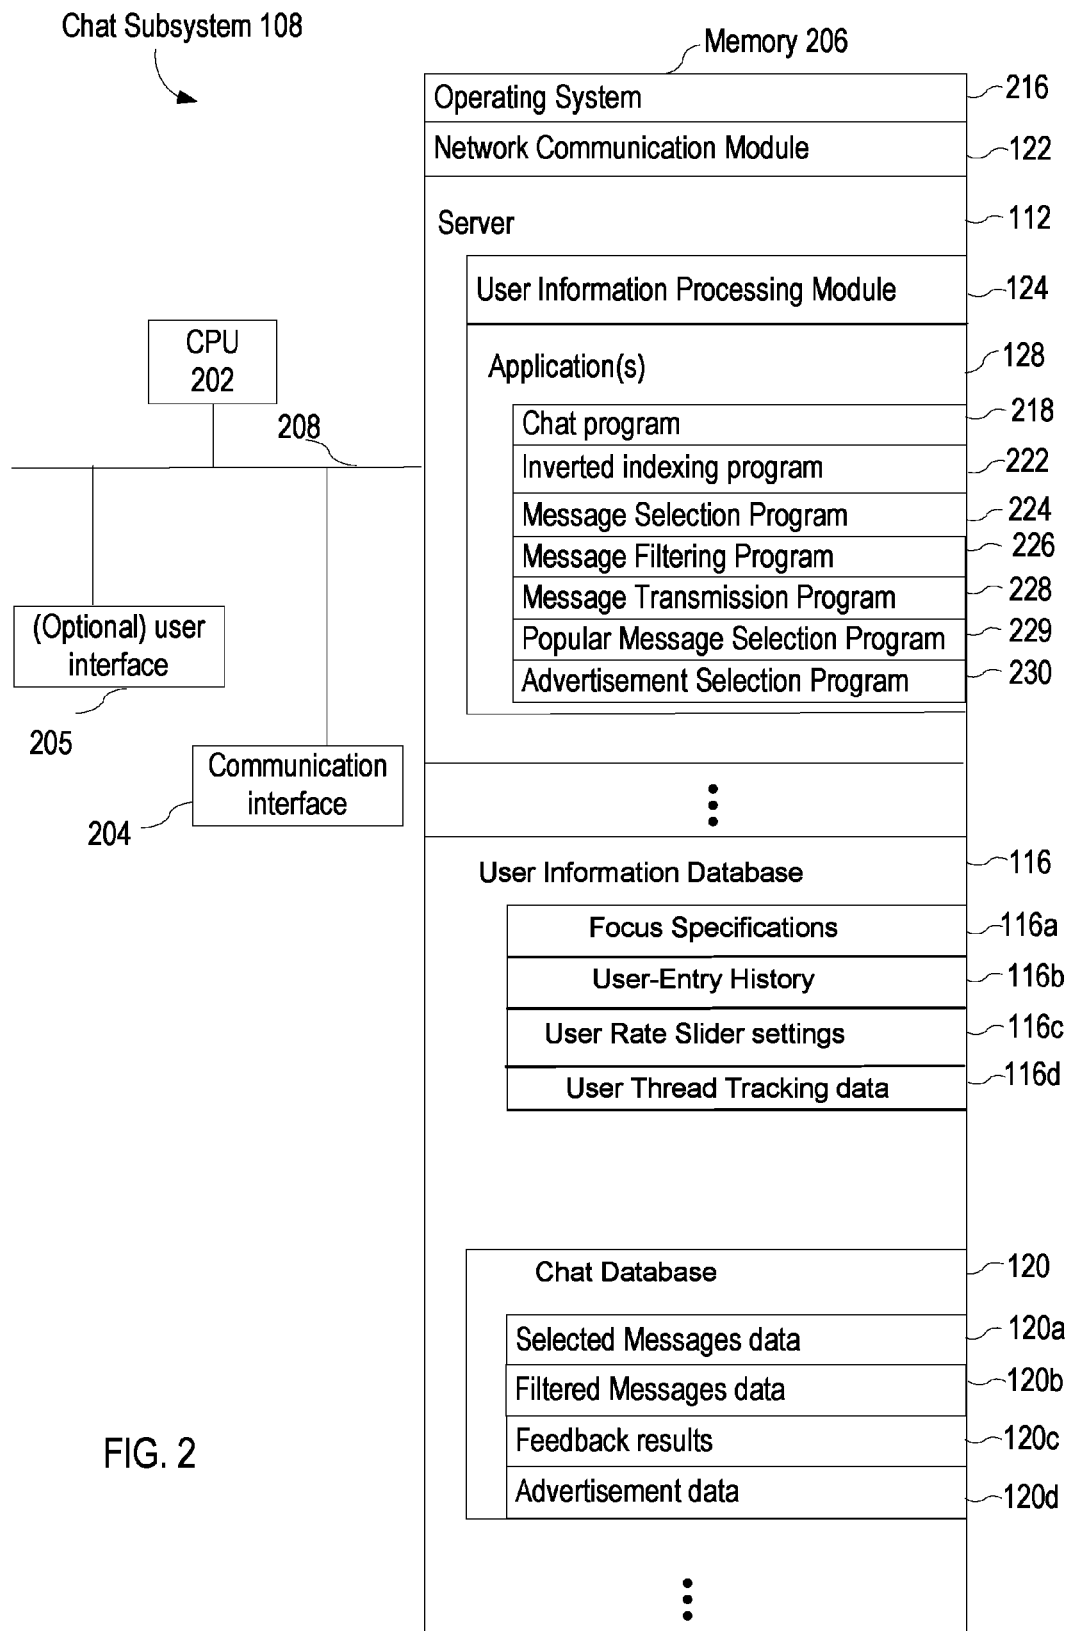 Chat Subsystem 108
Memory 206
Operating System
216
Network Communication Module
122
Server
112
User Information Processing Module
124
CPU
202
Application(s)
128
208
Chat program
218
Inverted indexing program
222
Message Selection Program
224
Message Filtering Program
226
Message Transmission Program
228
Popular Message Selection Program
229
Advertisement Selection Program
230
(Optional) user
interface
205
Communication
interface
204
User Information Database
116
Focus Specifications
116a
User-Entry History
116b
User Rate Slider settings
116c
User Thread Tracking data
116d
Chat Database
120
Selected Messages data
120a
Filtered Messages data
120b
Feedback results
120c
Advertisement data
120d
FIG. 2